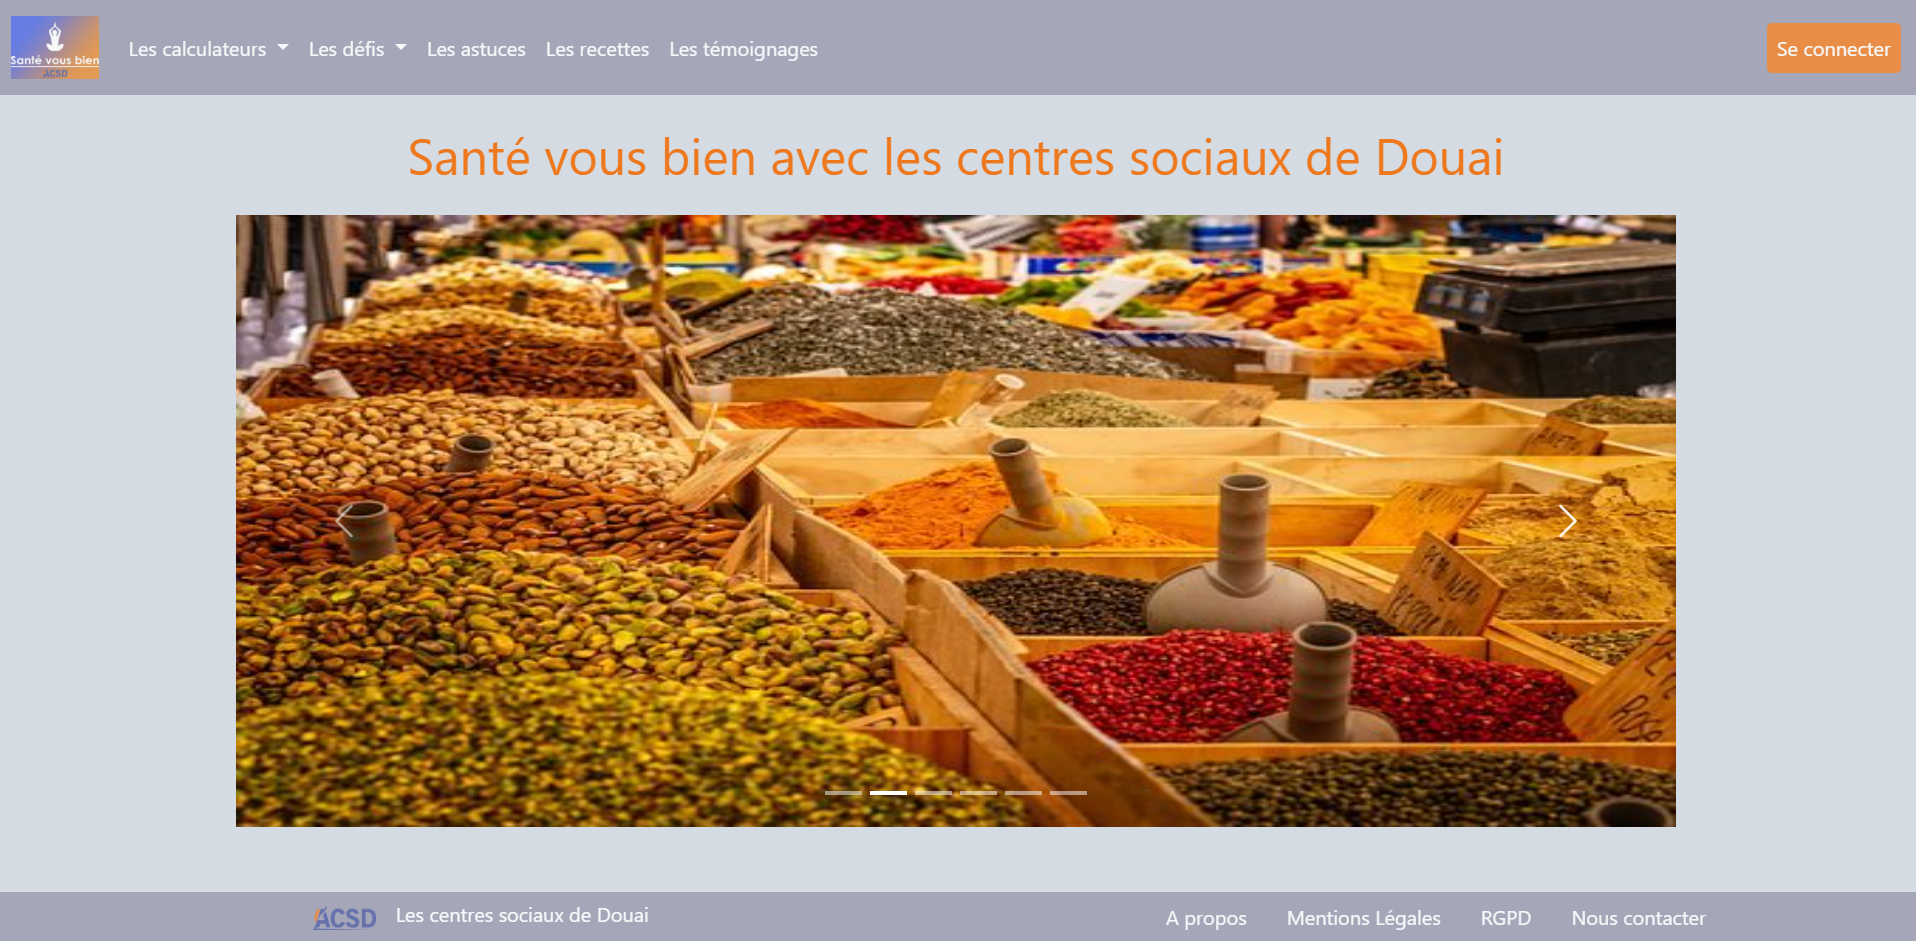 Santé vous bien
ACSD
Les calculateurs
Les défis
Les astuces
Les recettes
Les témoignages
Se connecter
Santé vous bien avec les centres sociaux de Douai
ACSD
Les centres sociaux de Douai
A propos
Mentions Légales
RGPD
Nous contacter